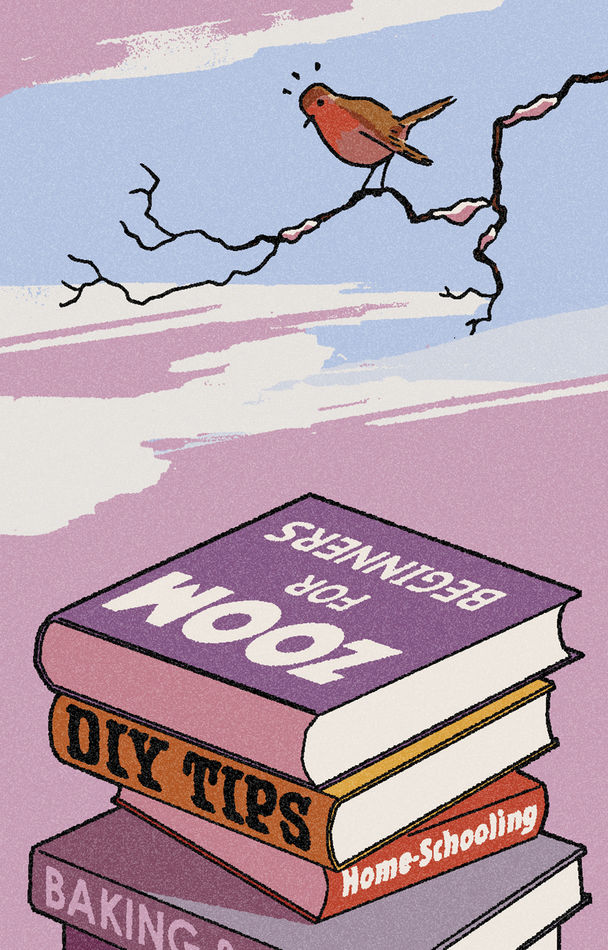 ZOOM
FOR
BEGINNERS
DIY TIPS
Home-Schooling
BAKING &